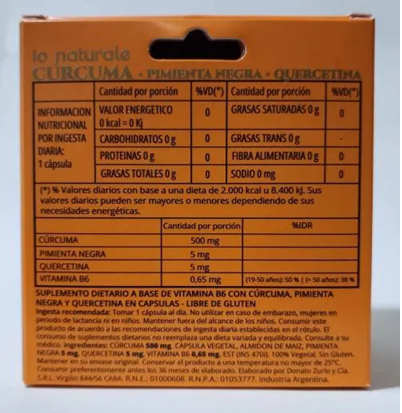 lo naturale
CÚRCUMA + PIMIENTA NEGRA + QUERCETINA
INFORMACION NUTRICIONAL POR INGESTA DIARIA: 1 cápsula
Cantidad por porción %VD(*) Cantidad por porción %VD(*)
VALOR ENERGÉTICO 0 kcal = 0 Kj 0 GRASAS SATURADAS 0 g 0
CARBOHIDRATOS 0 g 0 GRASAS TRANS 0 g -
PROTEINAS 0 g 0 FIBRA ALIMENTARIA 0 g 0
GRASAS TOTALES 0 g 0 SODIO 0 mg 0
(*) % Valores diarios con base a una dieta de 2.000 kcal u 8.400 kJ. Sus
valores diarios pueden ser mayores o menores dependiendo de sus
necesidades energéticas.
Cantidad por porción %IDR
CÚRCUMA 500 mg
PIMIENTA NEGRA 5 mg
QUERCETINA 5 mg
VITAMINA B6 0,65 mg (19-50 años): 50 % | (> 50 años): 38 %
SUPLEMENTO DIETARIO A BASE DE VITAMINA B6 CON CÚRCUMA, PIMIENTA
NEGRA Y QUERCETINA EN CAPSULAS - LIBRE DE GLUTEN
Ingesta recomendada: Tomar 1 cápsula al día. No utilizar en caso de embarazo, mujeres en
período de lactancia ni en niños. Mantener fuera del alcance de los niños. Consumir este
producto de acuerdo a las recomendaciones de ingesta diaria establecidas en el rótulo. El
consumo de suplementos dietarios no reemplaza una dieta variada y equilibrada. Consulte a su
médico. Ingredientes: CÚRCUMA 500 mg, CAPSULA VEGETAL, ALMIDON DE MAIZ, PIMIENTA
NEGRA 5 mg, QUERCETINA 5 mg, VITAMINA B6 0,65 mg, EST (INS 470i). 100% Vegetal. Sin Gluten.
Mantener en su envase original. Conservar el producto a una temperatura no mayor de 25°C.
Consumir preferentemente antes de los 36 meses de elaborado. Elaborado por Donato Zurlo y Cía.
S.R.L. Virgilio 844/56 CABA. R.N.E.: 01000608. R.N.P.A.: 01053777. Industria Argentina.